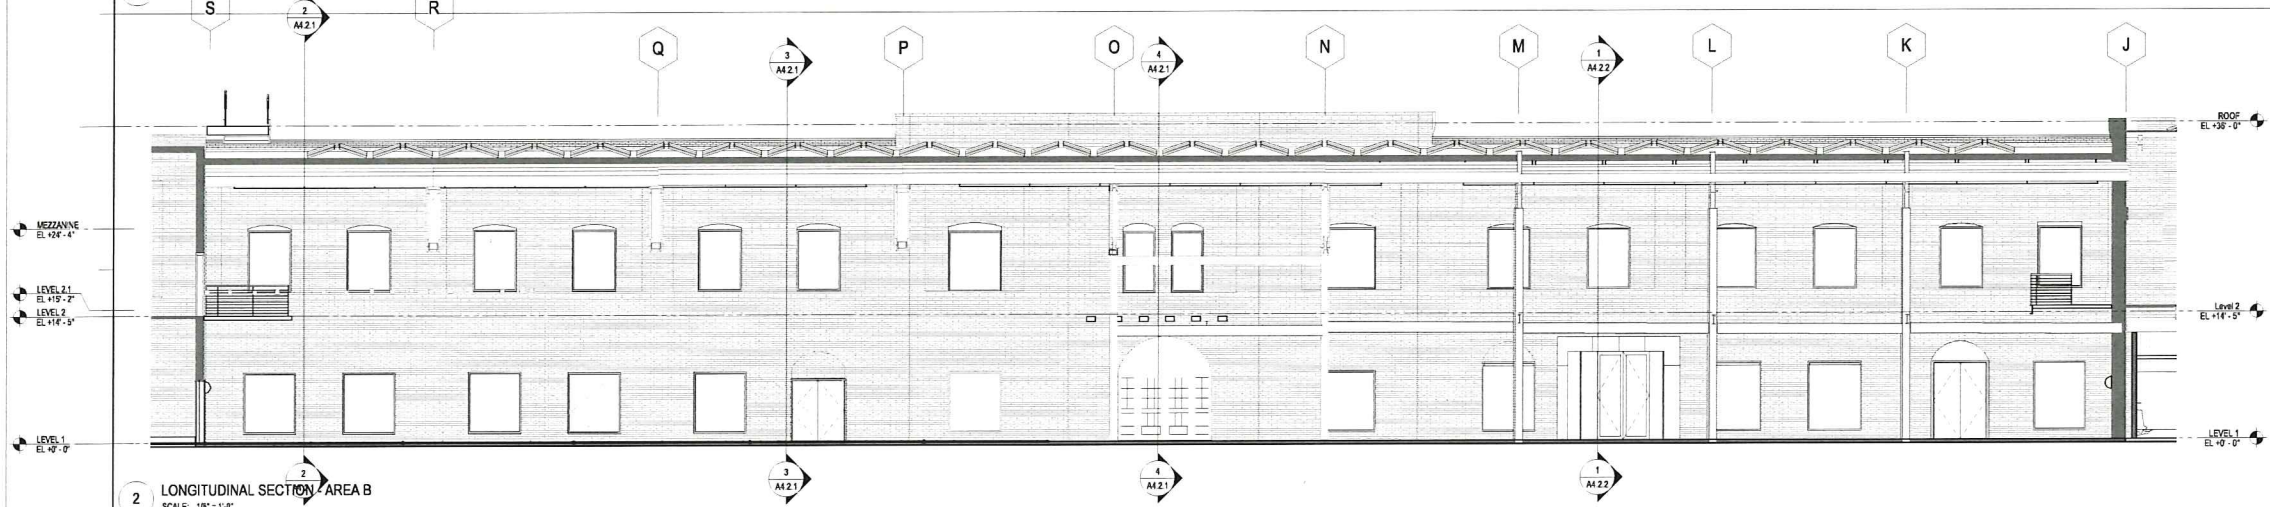 S
R
2
A4.2.1
Q
3
A4.2.1
P
O
4
A4.2.1
N
M
1
A4.2.2
L
K
J
ROOF
EL +36' - 0"
MEZZANINE
EL +24' - 4"
LEVEL 2.1
EL +15' - 2"
LEVEL 2
EL +14' - 5"
Level 2
EL +14' - 5"
LEVEL 1
EL +0' - 0"
LEVEL 1
EL +0' - 0"
2
3
A4.2.1
4
A4.2.1
1
A4.2.2
2
LONGITUDINAL SECTION - AREA B
SCALE: